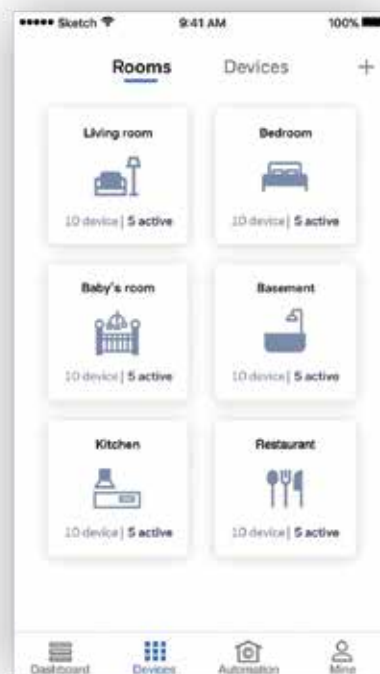 Sketch 9:41 AM 100%
Rooms Devices +
Living room Bedroom
10 device | 5 active 10 device | 5 active
Baby's room Basement
10 device | 5 active 10 device | 5 active
Kitchen Restaurant
10 device | 5 active 10 device | 5 active
Dashboard Devices Automation Mine